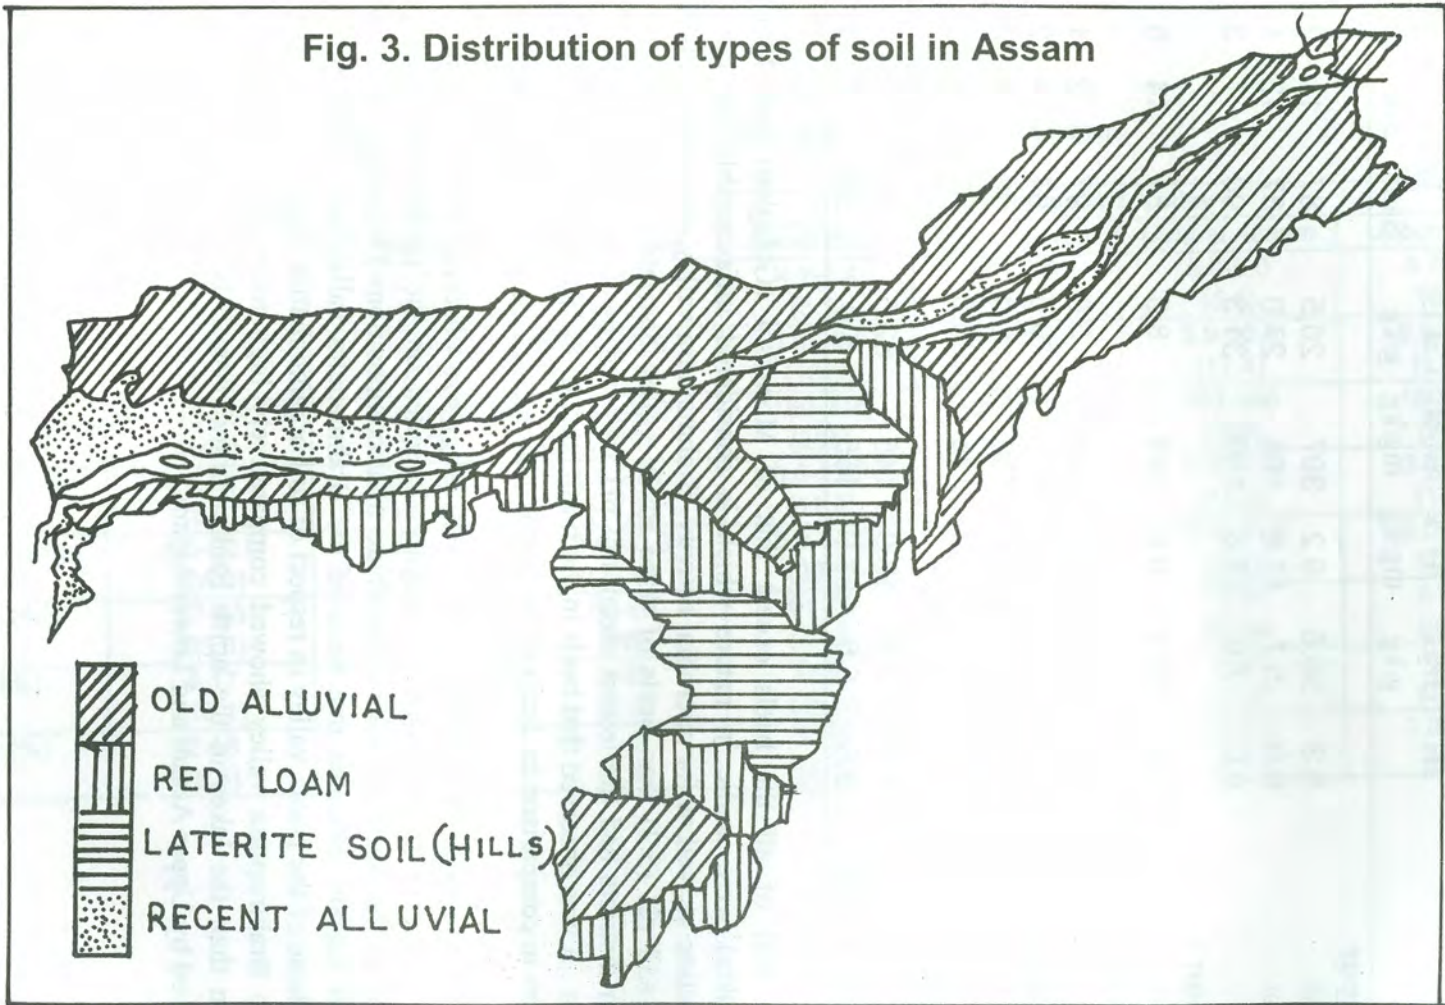 Fig. 3. Distribution of types of soil in Assam
OLD ALLUVIAL
RED LOAM
LATERITE SOIL (HILLS)
RECENT ALLUVIAL